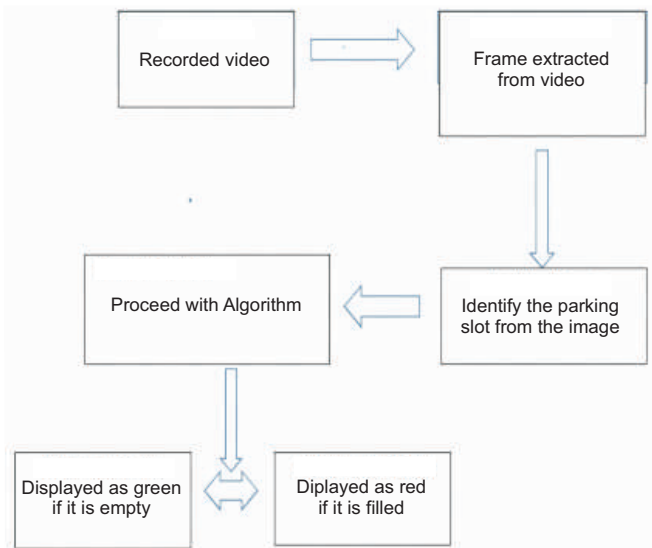 Recorded video
Frame extracted
from video
Proceed with Algorithm
Identify the parking
slot from the image
Displayed as green
if it is empty
Diplayed as red
if it is filled